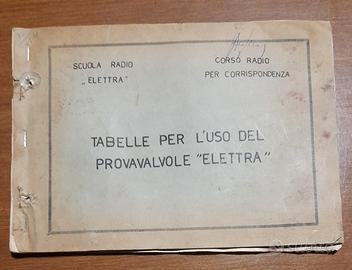 SCUOLA RADIO
„ELETTRA"
CORSO RADIO
PER CORRISPONDENZA
TABELLE PER L'USO DEL
PROVAVALVOLE "ELETTRA"